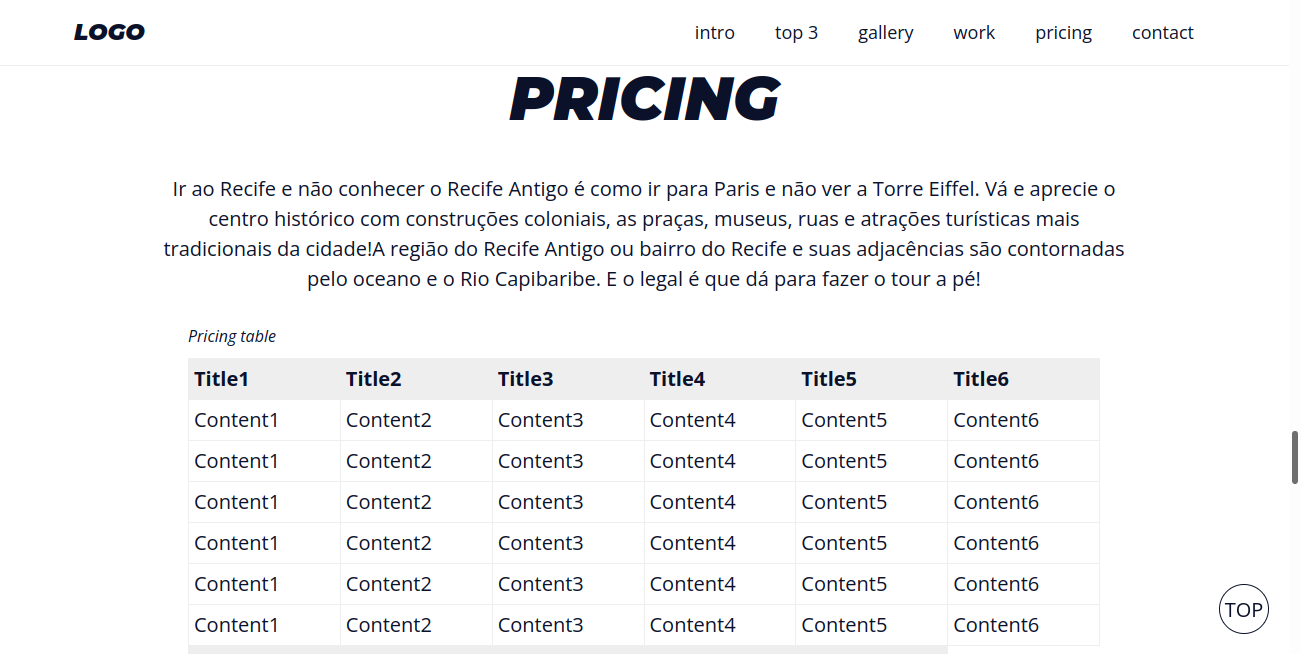 LOGO intro top 3 gallery work pricing contact
PRICING
Ir ao Recife e não conhecer o Recife Antigo é como ir para Paris e não ver a Torre Eiffel. Vá e aprecie o
centro histórico com construções coloniais, as praças, museus, ruas e atrações turísticas mais
tradicionais da cidade!A região do Recife Antigo ou bairro do Recife e suas adjacências são contornadas
pelo oceano e o Rio Capibaribe. E o legal é que dá para fazer o tour a pé!
Pricing table
Title1 Title2 Title3 Title4 Title5 Title6
Content1 Content2 Content3 Content4 Content5 Content6
Content1 Content2 Content3 Content4 Content5 Content6
Content1 Content2 Content3 Content4 Content5 Content6
Content1 Content2 Content3 Content4 Content5 Content6
Content1 Content2 Content3 Content4 Content5 Content6
Content1 Content2 Content3 Content4 Content5 Content6
TOP